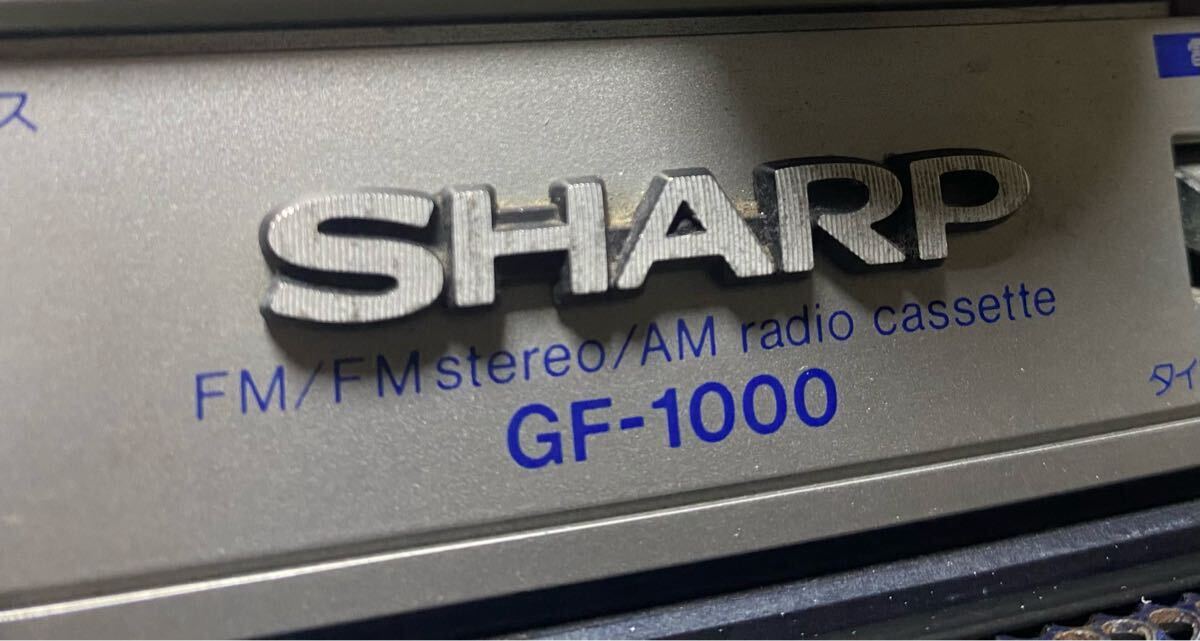 ス
SHARP
FM/FM stereo/AM radio cassette
GF-1000
タイ